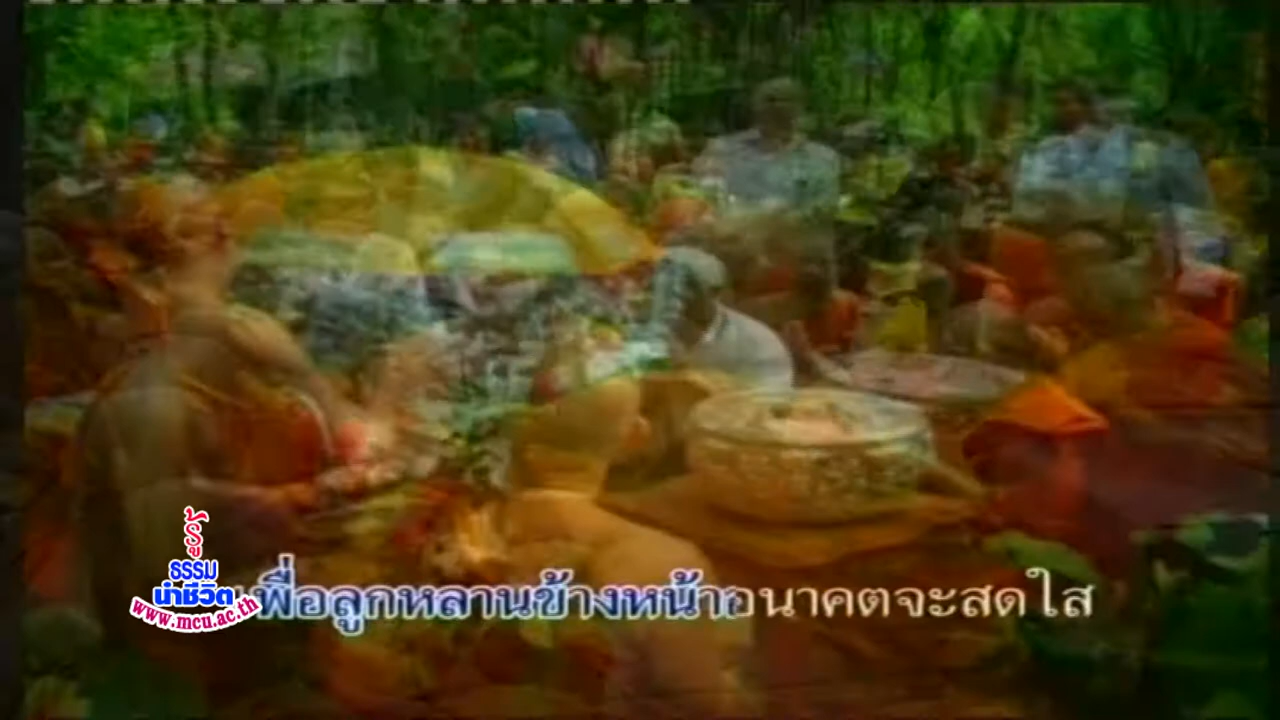 รู้
ธรรม
นำชีวิต
www.mcu.ac.th
เพื่อลูกหลานข้างหน้าอนาคตจะสดใส